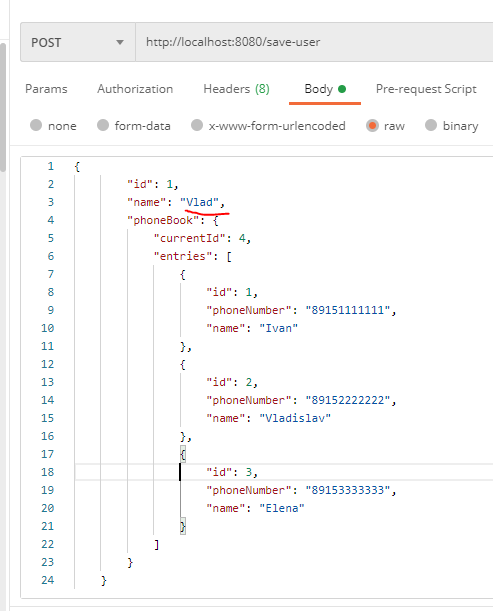 POST http://localhost:8080/save-user
Params Authorization Headers (8) Body Pre-request Script
none form-data x-www-form-urlencoded raw binary
1 {
2 "id": 1,
3 "name": "Vlad",
4 "phoneBook": {
5 "currentId": 4,
6 "entries": [
7 {
8 "id": 1,
9 "phoneNumber": "89151111111",
10 "name": "Ivan"
11 },
12 {
13 "id": 2,
14 "phoneNumber": "89152222222",
15 "name": "Vladislav"
16 },
17 {
18 "id": 3,
19 "phoneNumber": "89153333333",
20 "name": "Elena"
21 }
22 ]
23 }
24 }